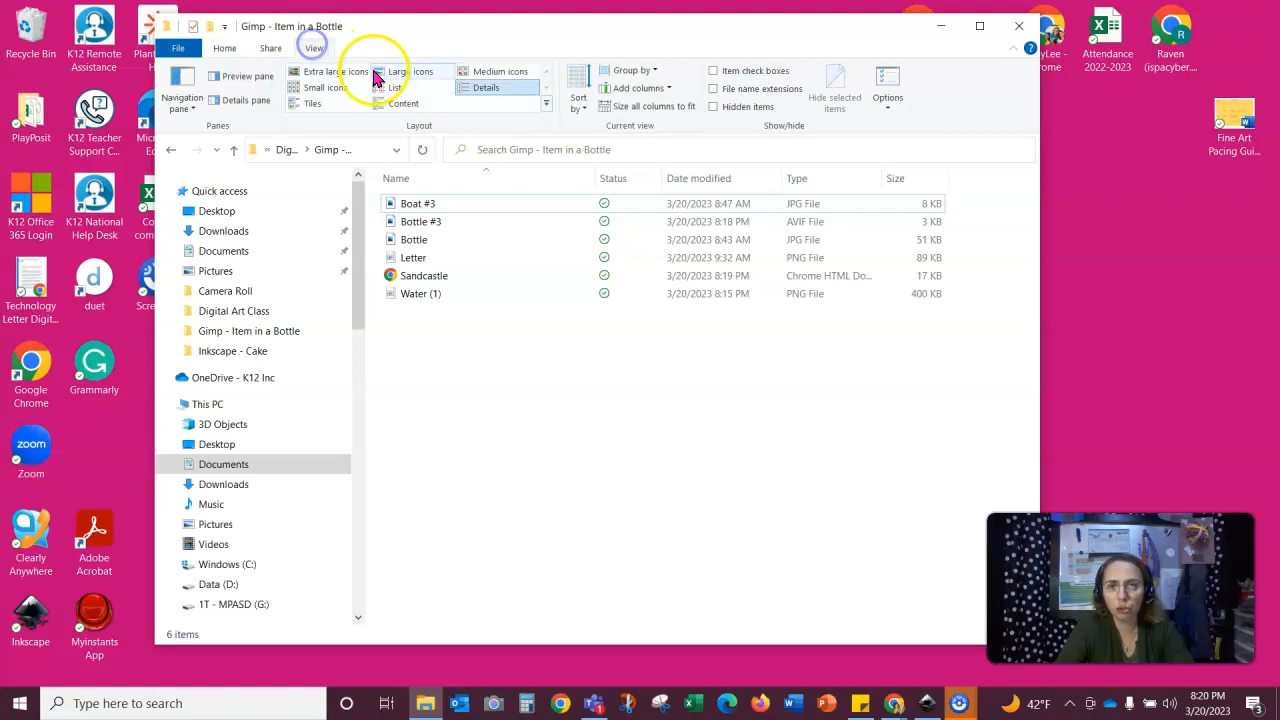 Gimp - Item in a Bottle
File Home Share View
Recycle Bin
K12 Remote Assistance
Navigation pane
Preview pane
Details pane
Panes
Extra large icons Large icons Medium icons
Small icons List Details
Tiles Content
Layout
Sort by
Group by
Add columns
Size all columns to fit
Current view
Item check boxes
File name extensions
Hidden items
Hide selected items
Options
Show/hide
Attendance 2022-2023
Raven (ispacyber...
PlayPosit
K12 Teacher Support C...
Fine Art Pacing Gui...
Dig... Gimp -...
Search Gimp - Item in a Bottle
Name Status Date modified Type Size
Boat #3 3/20/2023 8:47 AM JPG File 8 KB
Bottle #3 3/20/2023 8:18 PM AVIF File 3 KB
Bottle 3/20/2023 8:43 AM JPG File 51 KB
Letter 3/20/2023 9:32 AM PNG File 89 KB
Sandcastle 3/20/2023 8:19 PM Chrome HTML Do... 17 KB
Water (1) 3/20/2023 8:15 PM PNG File 400 KB
Quick access
Desktop
Downloads
Documents
Pictures
Camera Roll
Digital Art Class
Gimp - Item in a Bottle
Inkscape - Cake
OneDrive - K12 Inc
This PC
3D Objects
Desktop
Documents
Downloads
Music
Pictures
Videos
Windows (C:)
Data (D:)
1T - MPASD (G:)
6 items
K12 Office 365 Login
K12 National Help Desk
Technology Letter Digit...
duet
Google Chrome
Grammarly
zoom
Zoom
Clearly Anywhere
Adobe Acrobat
Inkscape
Myinstants App
Type here to search
42°F
8:20 PM
3/20/2023
3